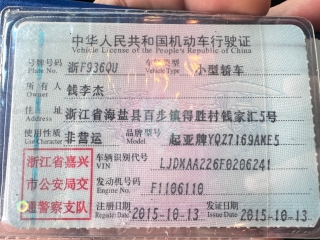 中华人民共和国机动车行驶证
Vehicle License of the People's Republic of China
号牌号码 浙F936QU 车辆类型 小型轿车
Plate No. Vehicle Type
所有人 钱李杰
Owner
住址 浙江省海盐县百步镇得胜村钱家汇5号
Address
使用性质 非营运 品牌型号 起亚牌YQZ7169AME5
Use Character Model
浙江省嘉兴
市公安局交
通警察支队
车辆识别代号 LJDMAA226F0206241
VIN
发动机号码 F1106110
Engine No.
注册日期 2015-10-13 发证日期 2015-10-13
Register Date Issue Date